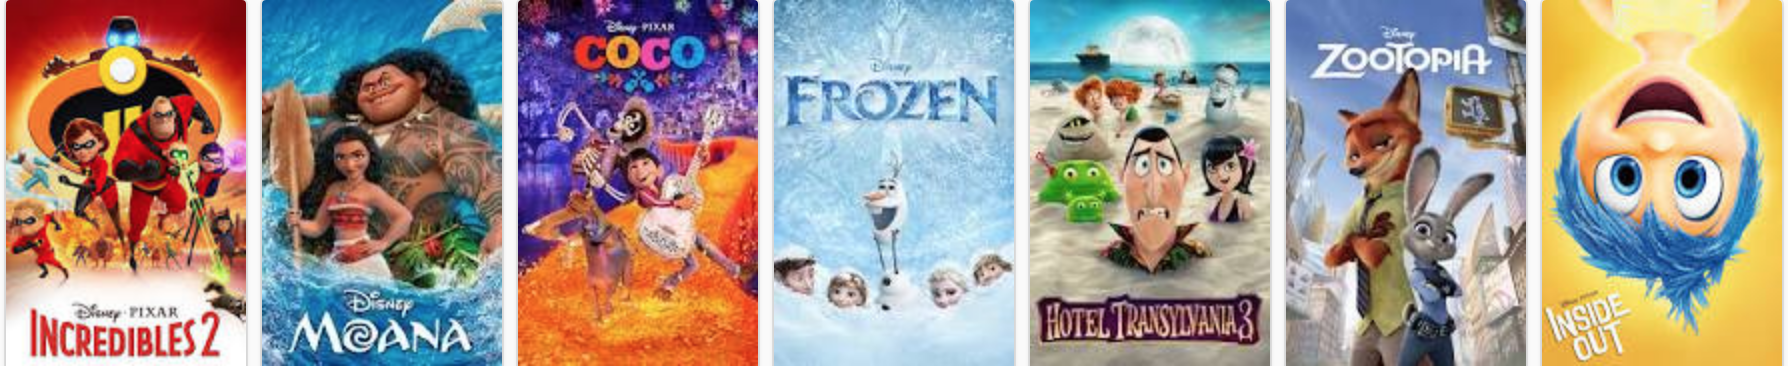 Disney · PIXAR
INCREDIBLES 2
Disney
MOANA
Disney · PIXAR
COCO
Disney
FROZEN
HOTEL TRANSYLVANIA 3
Disney
ZOOTOPIA
INSIDE
OUT